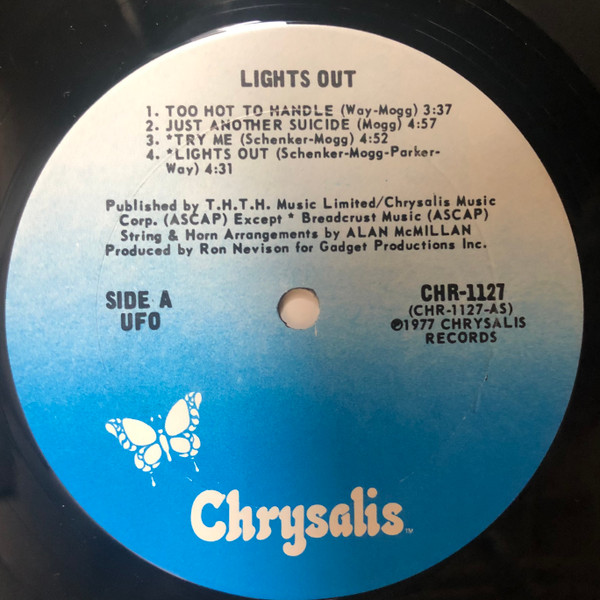 LIGHTS OUT
1. TOO HOT TO HANDLE (Way-Mogg) 3:37
2. JUST ANOTHER SUICIDE (Mogg) 4:57
3. *TRY ME (Schenker-Mogg) 4:52
4. *LIGHTS OUT (Schenker-Mogg-Parker-
Way) 4:31
Published by T.H.T.H. Music Limited/Chrysalis Music
Corp. (ASCAP) Except * Breadcrust Music (ASCAP)
String & Horn Arrangements by ALAN McMILLAN
Produced by Ron Nevison for Gadget Productions Inc.
SIDE A
UFO
CHR-1127
(CHR-1127-AS)
℗1977 CHRYSALIS
RECORDS
Chrysalis™